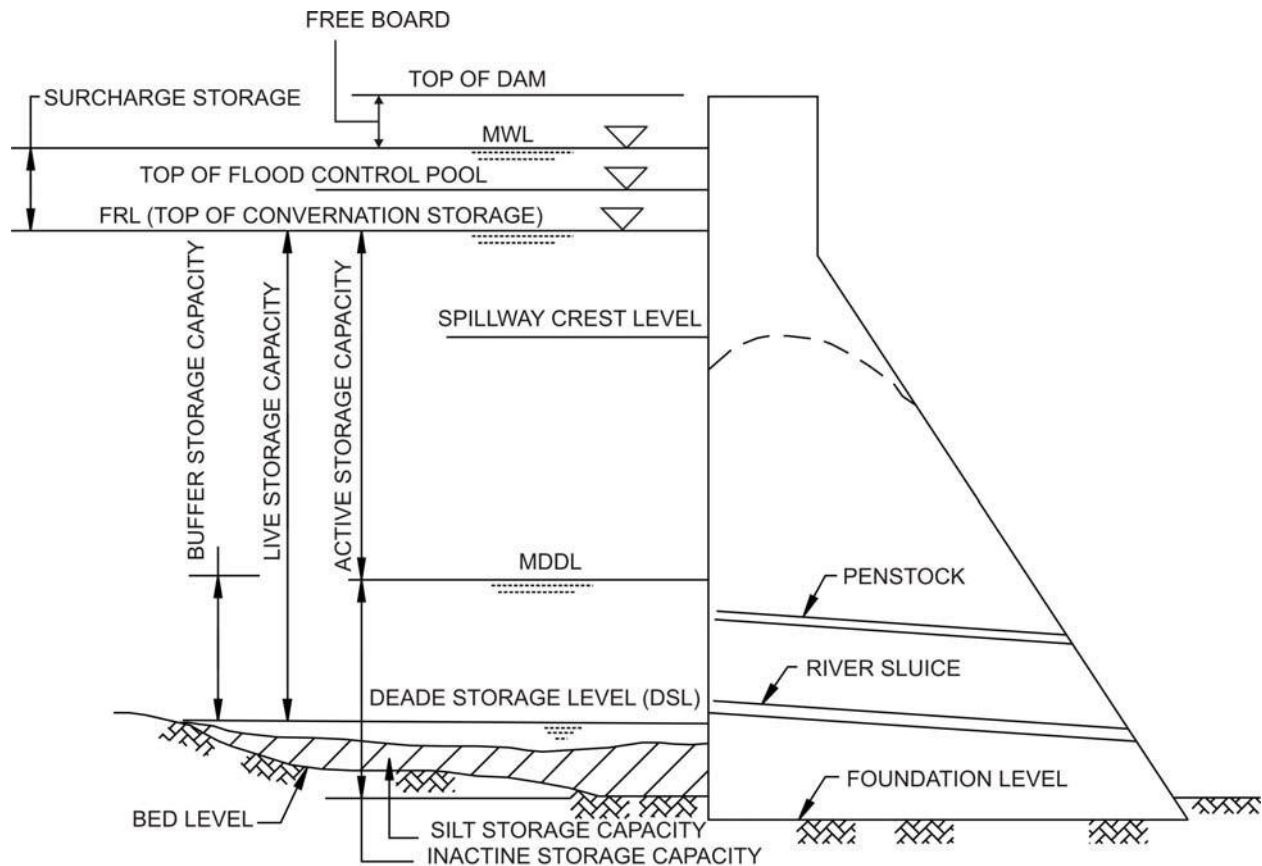 FREE BOARD
TOP OF DAM
SURCHARGE STORAGE
MWL
TOP OF FLOOD CONTROL POOL
FRL (TOP OF CONVERNATION STORAGE)
BUFFER STORAGE CAPACITY
LIVE STORAGE CAPACITY
ACTIVE STORAGE CAPACITY
SPILLWAY CREST LEVEL
MDDL
PENSTOCK
RIVER SLUICE
DEADE STORAGE LEVEL (DSL)
FOUNDATION LEVEL
BED LEVEL
SILT STORAGE CAPACITY
INACTINE STORAGE CAPACITY